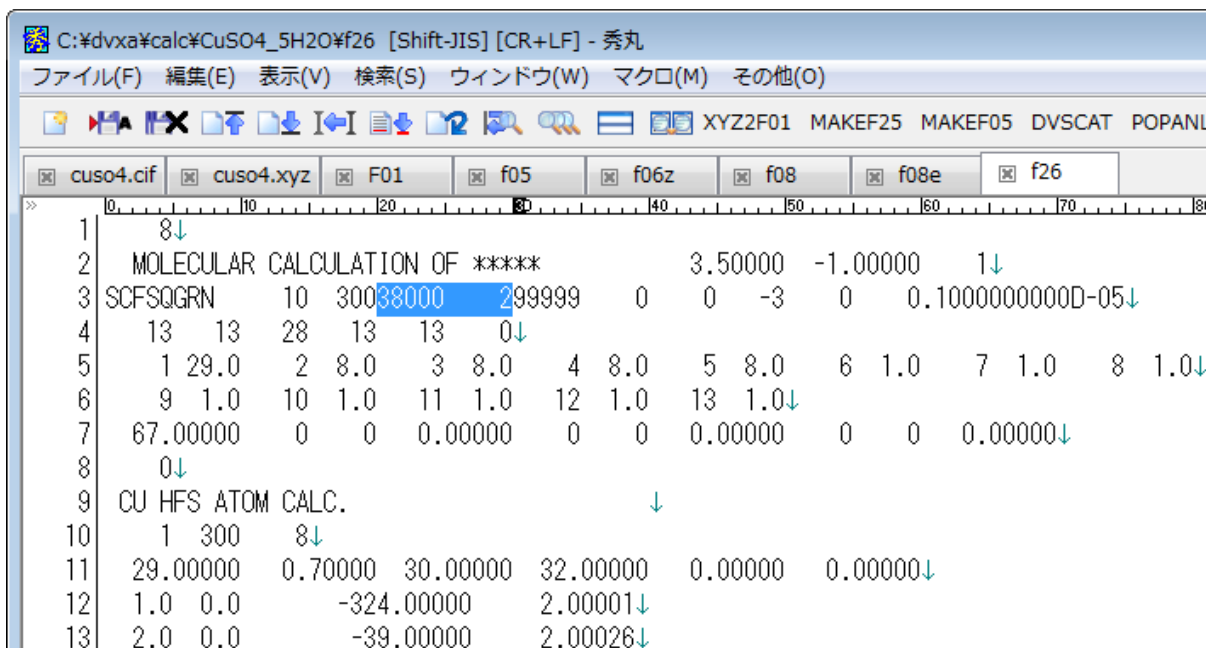 C:¥dvxa¥calc¥CuSO4_5H2O¥f26 [Shift-JIS] [CR+LF] - 秀丸
ファイル(F) 編集(E) 表示(V) 検索(S) ウィンドウ(W) マクロ(M) その他(O)
XYZ2F01 MAKEF25 MAKEF05 DVSCAT POPANL
cuso4.cif cuso4.xyz F01 f05 f06z f08 f08e f26
0 10 20 30 40 50 60 70 80
1 8↓
2 MOLECULAR CALCULATION OF ***** 3.50000 -1.00000 1↓
3 SCFSQGRN 10 30038000 299999 0 0 -3 0 0.1000000000D-05↓
4 13 13 28 13 13 0↓
5 1 29.0 2 8.0 3 8.0 4 8.0 5 8.0 6 1.0 7 1.0 8 1.0↓
6 9 1.0 10 1.0 11 1.0 12 1.0 13 1.0↓
7 67.00000 0 0 0.00000 0 0 0.00000 0 0 0.00000↓
8 0↓
9 CU HFS ATOM CALC. ↓
10 1 300 8↓
11 29.00000 0.70000 30.00000 32.00000 0.00000 0.00000↓
12 1.0 0.0 -324.00000 2.00001↓
13 2.0 0.0 -39.00000 2.00026↓